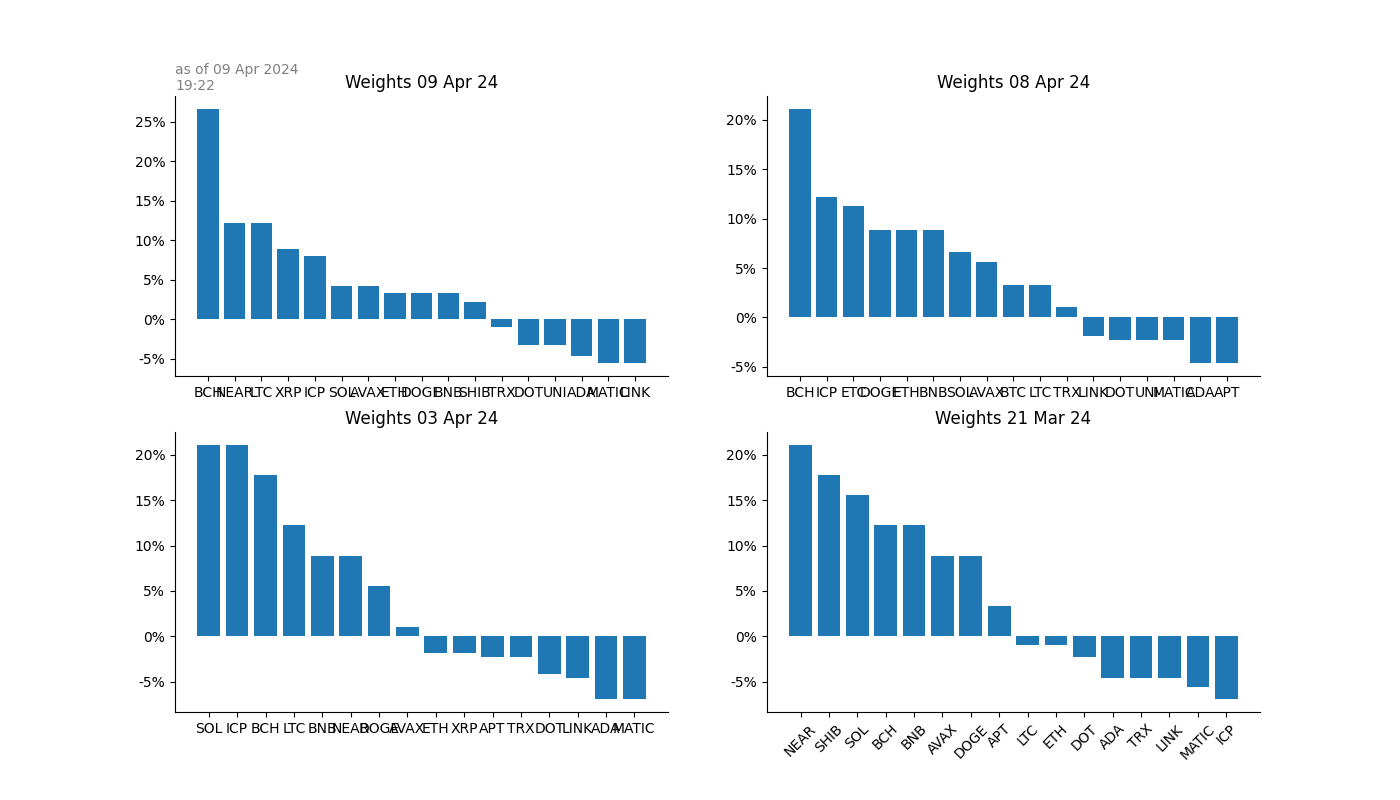 as of 09 Apr 2024
19:22
Weights 09 Apr 24
25%
20%
15%
10%
5%
0%
-5%
BCH NEAR LTC XRP ICP SOL AVAX ETH DOGE BNB SHIB TRX DOT UNI ADA MATIC LINK
Weights 08 Apr 24
20%
15%
10%
5%
0%
-5%
BCH ICP ETC DOGE ETH BNB SOL AVAX BTC LTC TRX LINK DOT UNI MATIC ADA APT
Weights 03 Apr 24
20%
15%
10%
5%
0%
-5%
SOL ICP BCH LTC BNB NEAR DOGE AVAX ETH XRP APT TRX DOT LINK ADA MATIC
Weights 21 Mar 24
20%
15%
10%
5%
0%
-5%
NEAR SHIB SOL BCH BNB AVAX DOGE APT LTC ETH DOT ADA TRX LINK MATIC ICP